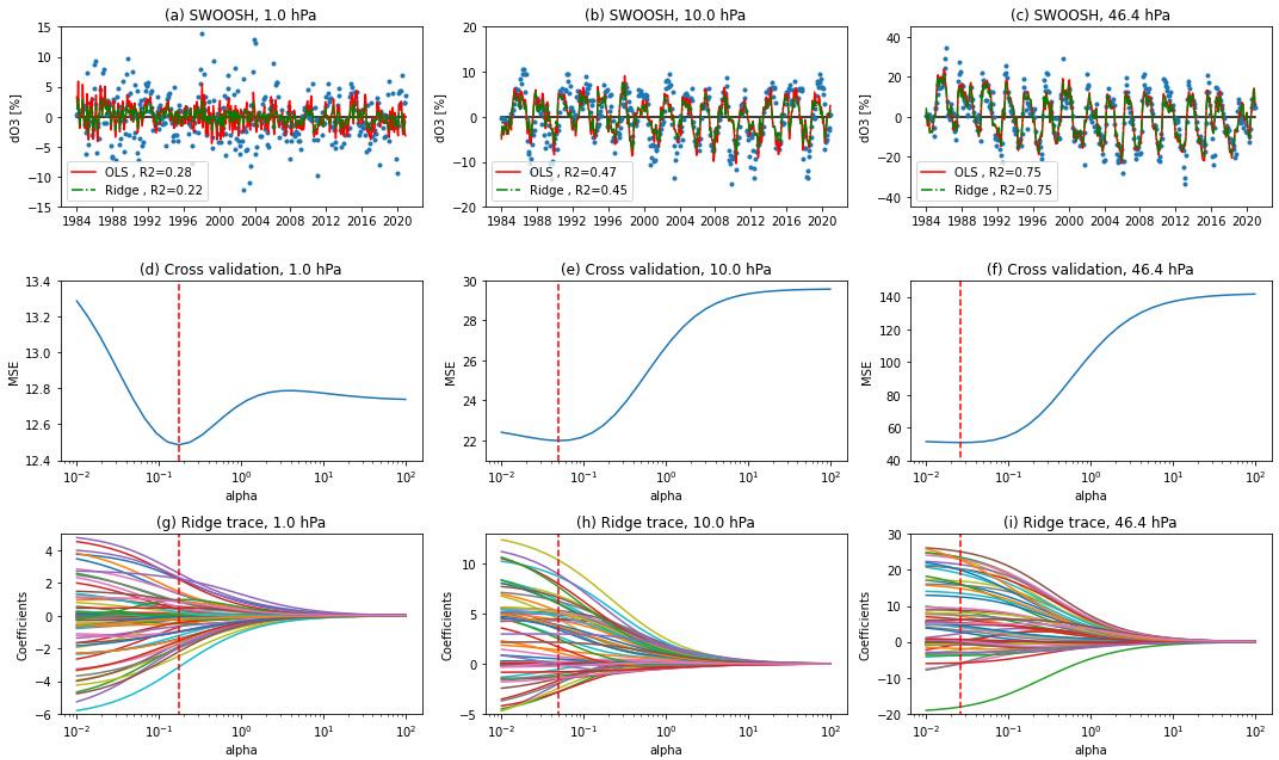 (a) SWOOSH, 1.0 hPa
15
10
5
0
−5
−10
−15
dO3 [%]
OLS , R2=0.28
Ridge , R2=0.22
1984 1988 1992 1996 2000 2004 2008 2012 2016 2020
(b) SWOOSH, 10.0 hPa
20
10
0
−10
−20
dO3 [%]
OLS , R2=0.47
Ridge , R2=0.45
1984 1988 1992 1996 2000 2004 2008 2012 2016 2020
(c) SWOOSH, 46.4 hPa
40
20
0
−20
−40
dO3 [%]
OLS , R2=0.75
Ridge , R2=0.75
1984 1988 1992 1996 2000 2004 2008 2012 2016 2020
(d) Cross validation, 1.0 hPa
13.4
13.2
13.0
12.8
12.6
12.4
MSE
10⁻² 10⁻¹ 10⁰ 10¹ 10²
alpha
(e) Cross validation, 10.0 hPa
30
28
26
24
22
MSE
10⁻² 10⁻¹ 10⁰ 10¹ 10²
alpha
(f) Cross validation, 46.4 hPa
140
120
100
80
60
40
MSE
10⁻² 10⁻¹ 10⁰ 10¹ 10²
alpha
(g) Ridge trace, 1.0 hPa
4
2
0
−2
−4
−6
Coefficients
10⁻² 10⁻¹ 10⁰ 10¹ 10²
alpha
(h) Ridge trace, 10.0 hPa
10
5
0
−5
Coefficients
10⁻² 10⁻¹ 10⁰ 10¹ 10²
alpha
(i) Ridge trace, 46.4 hPa
30
20
10
0
−10
−20
Coefficients
10⁻² 10⁻¹ 10⁰ 10¹ 10²
alpha